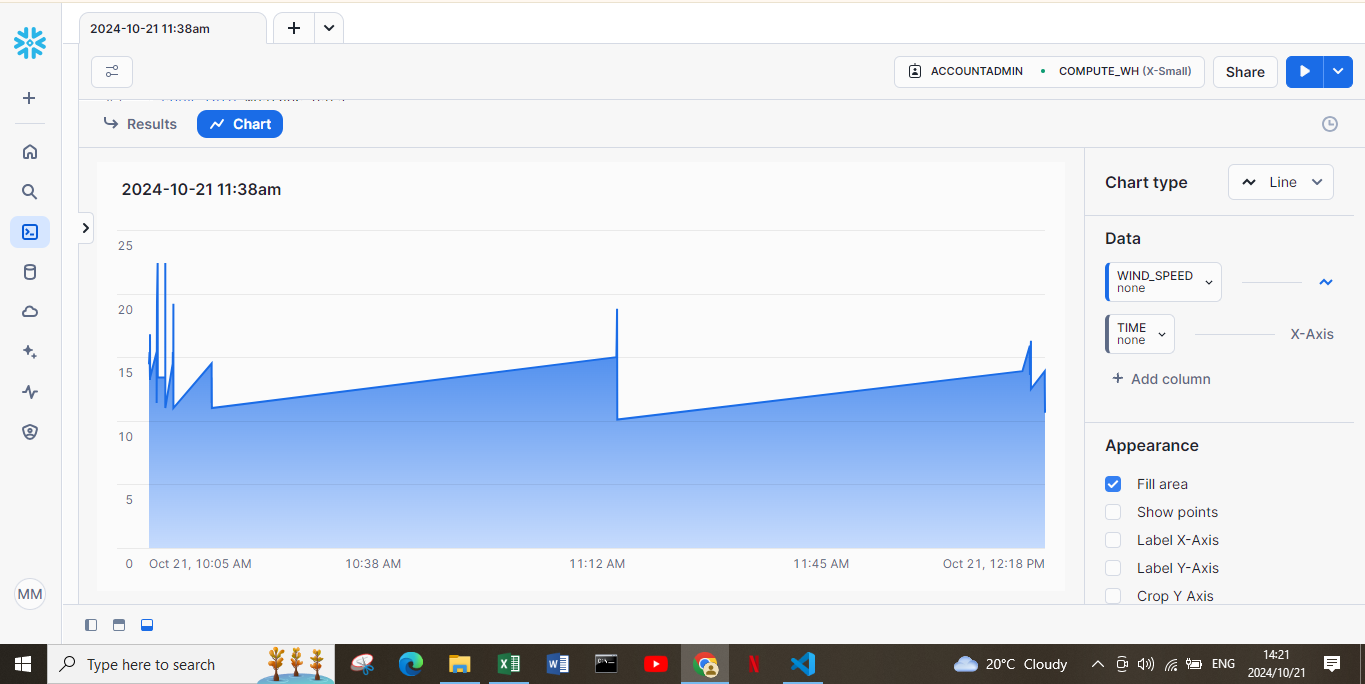 2024-10-21 11:38am
ACCOUNTADMIN
COMPUTE_WH (X-Small)
Share
Results
Chart
2024-10-21 11:38am
25
20
15
10
5
0
Oct 21, 10:05 AM
10:38 AM
11:12 AM
11:45 AM
Oct 21, 12:18 PM
Chart type
Line
Data
WIND_SPEED
none
TIME
none
X-Axis
+ Add column
Appearance
Fill area
Show points
Label X-Axis
Label Y-Axis
Crop Y Axis
MM
Type here to search
20°C Cloudy
ENG
14:21
2024/10/21